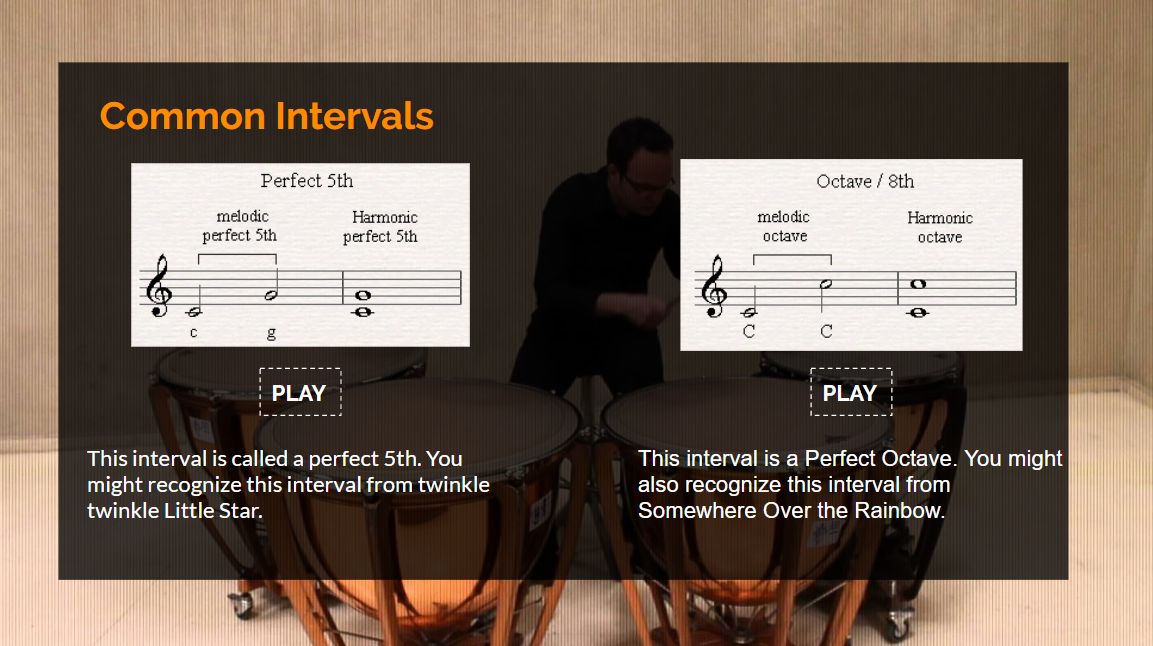 Common Intervals
Perfect 5th
melodic
perfect 5th
Harmonic
perfect 5th
c
g
PLAY
This interval is called a perfect 5th. You
might recognize this interval from twinkle
twinkle Little Star.
Octave / 8th
melodic
octave
Harmonic
octave
C
C
PLAY
This interval is a Perfect Octave. You might
also recognize this interval from
Somewhere Over the Rainbow.